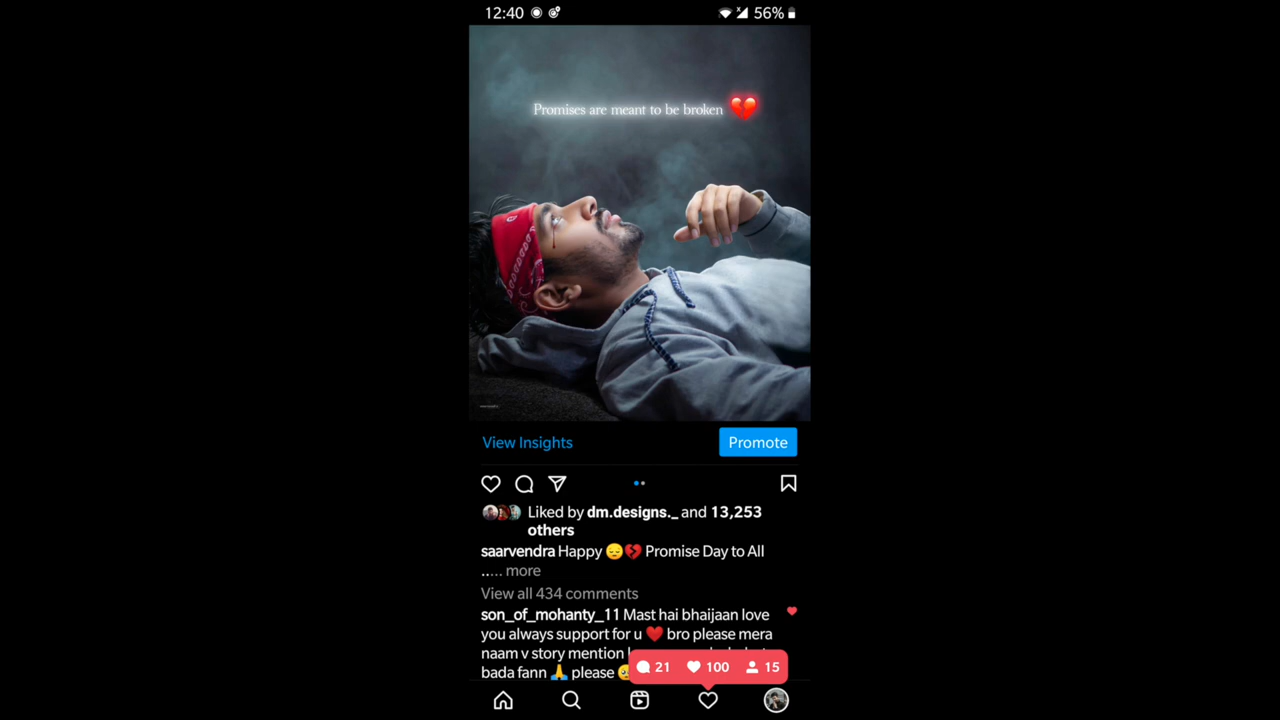 12:40
56%
Promises are meant to be broken 💔
View Insights
Promote
Liked by dm.designs._ and 13,253
others
saarvendra Happy 😔💔 Promise Day to All
..... more
View all 434 comments
son_of_mohanty_11 Mast hai bhaijaan love
you always support for u ❤️ bro please mera
naam v story mention
bada fann 🙏 please
21 100 15